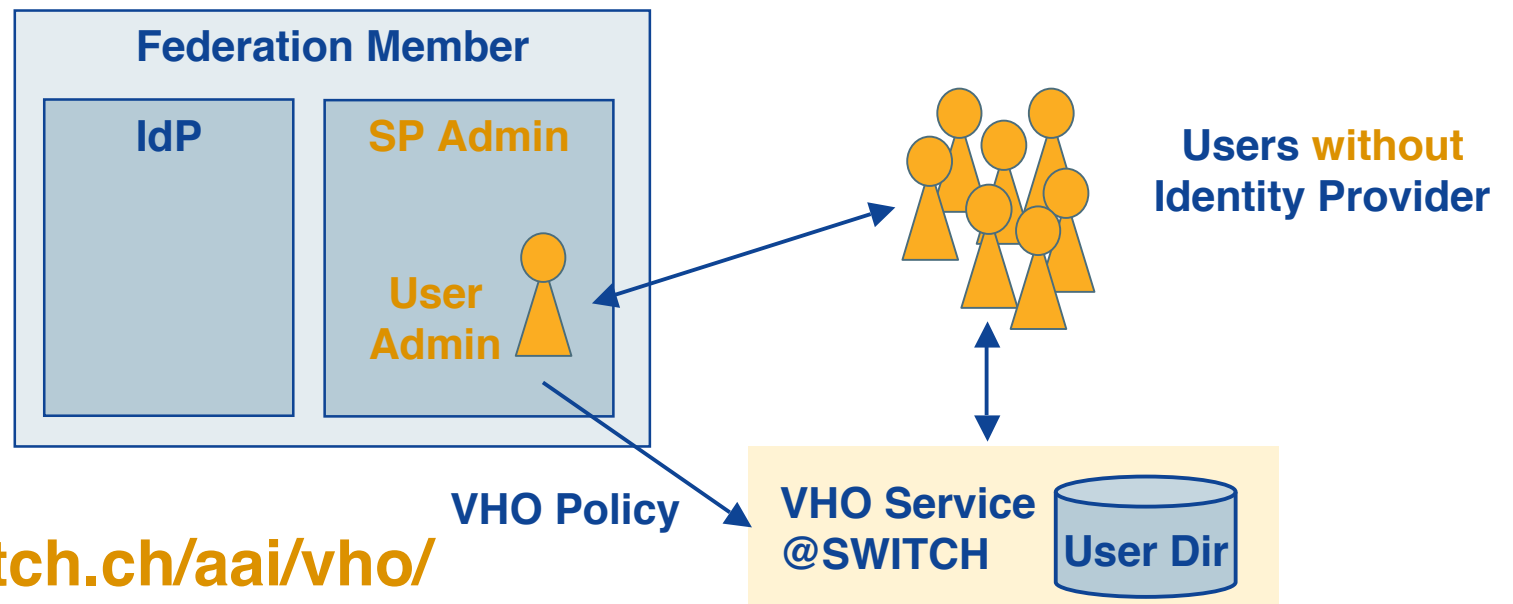 Federation Member
IdP
SP Admin
User
Admin
Users without
Identity Provider
VHO Policy
VHO Service
@SWITCH
User Dir
tch.ch/aai/vho/